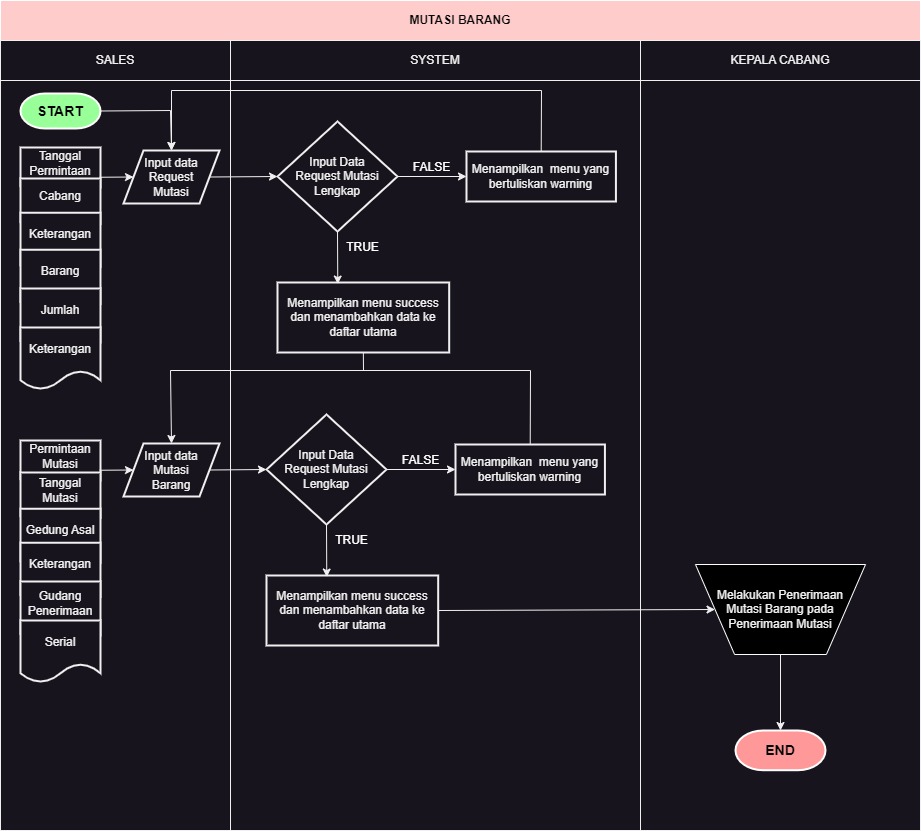 MUTASI BARANG
SALES
SYSTEM
KEPALA CABANG
START
Tanggal
Permintaan
Cabang
Keterangan
Barang
Jumlah
Keterangan
Input data
Request
Mutasi
Input Data
Request Mutasi
Lengkap
FALSE
Menampilkan menu yang
bertuliskan warning
TRUE
Menampilkan menu success
dan menambahkan data ke
daftar utama
Permintaan
Mutasi
Tanggal
Mutasi
Gedung Asal
Keterangan
Gudang
Penerimaan
Serial
Input data
Mutasi
Barang
Input Data
Request Mutasi
Lengkap
FALSE
Menampilkan menu yang
bertuliskan warning
TRUE
Menampilkan menu success
dan menambahkan data ke
daftar utama
Melakukan Penerimaan
Mutasi Barang pada
Penerimaan Mutasi
END